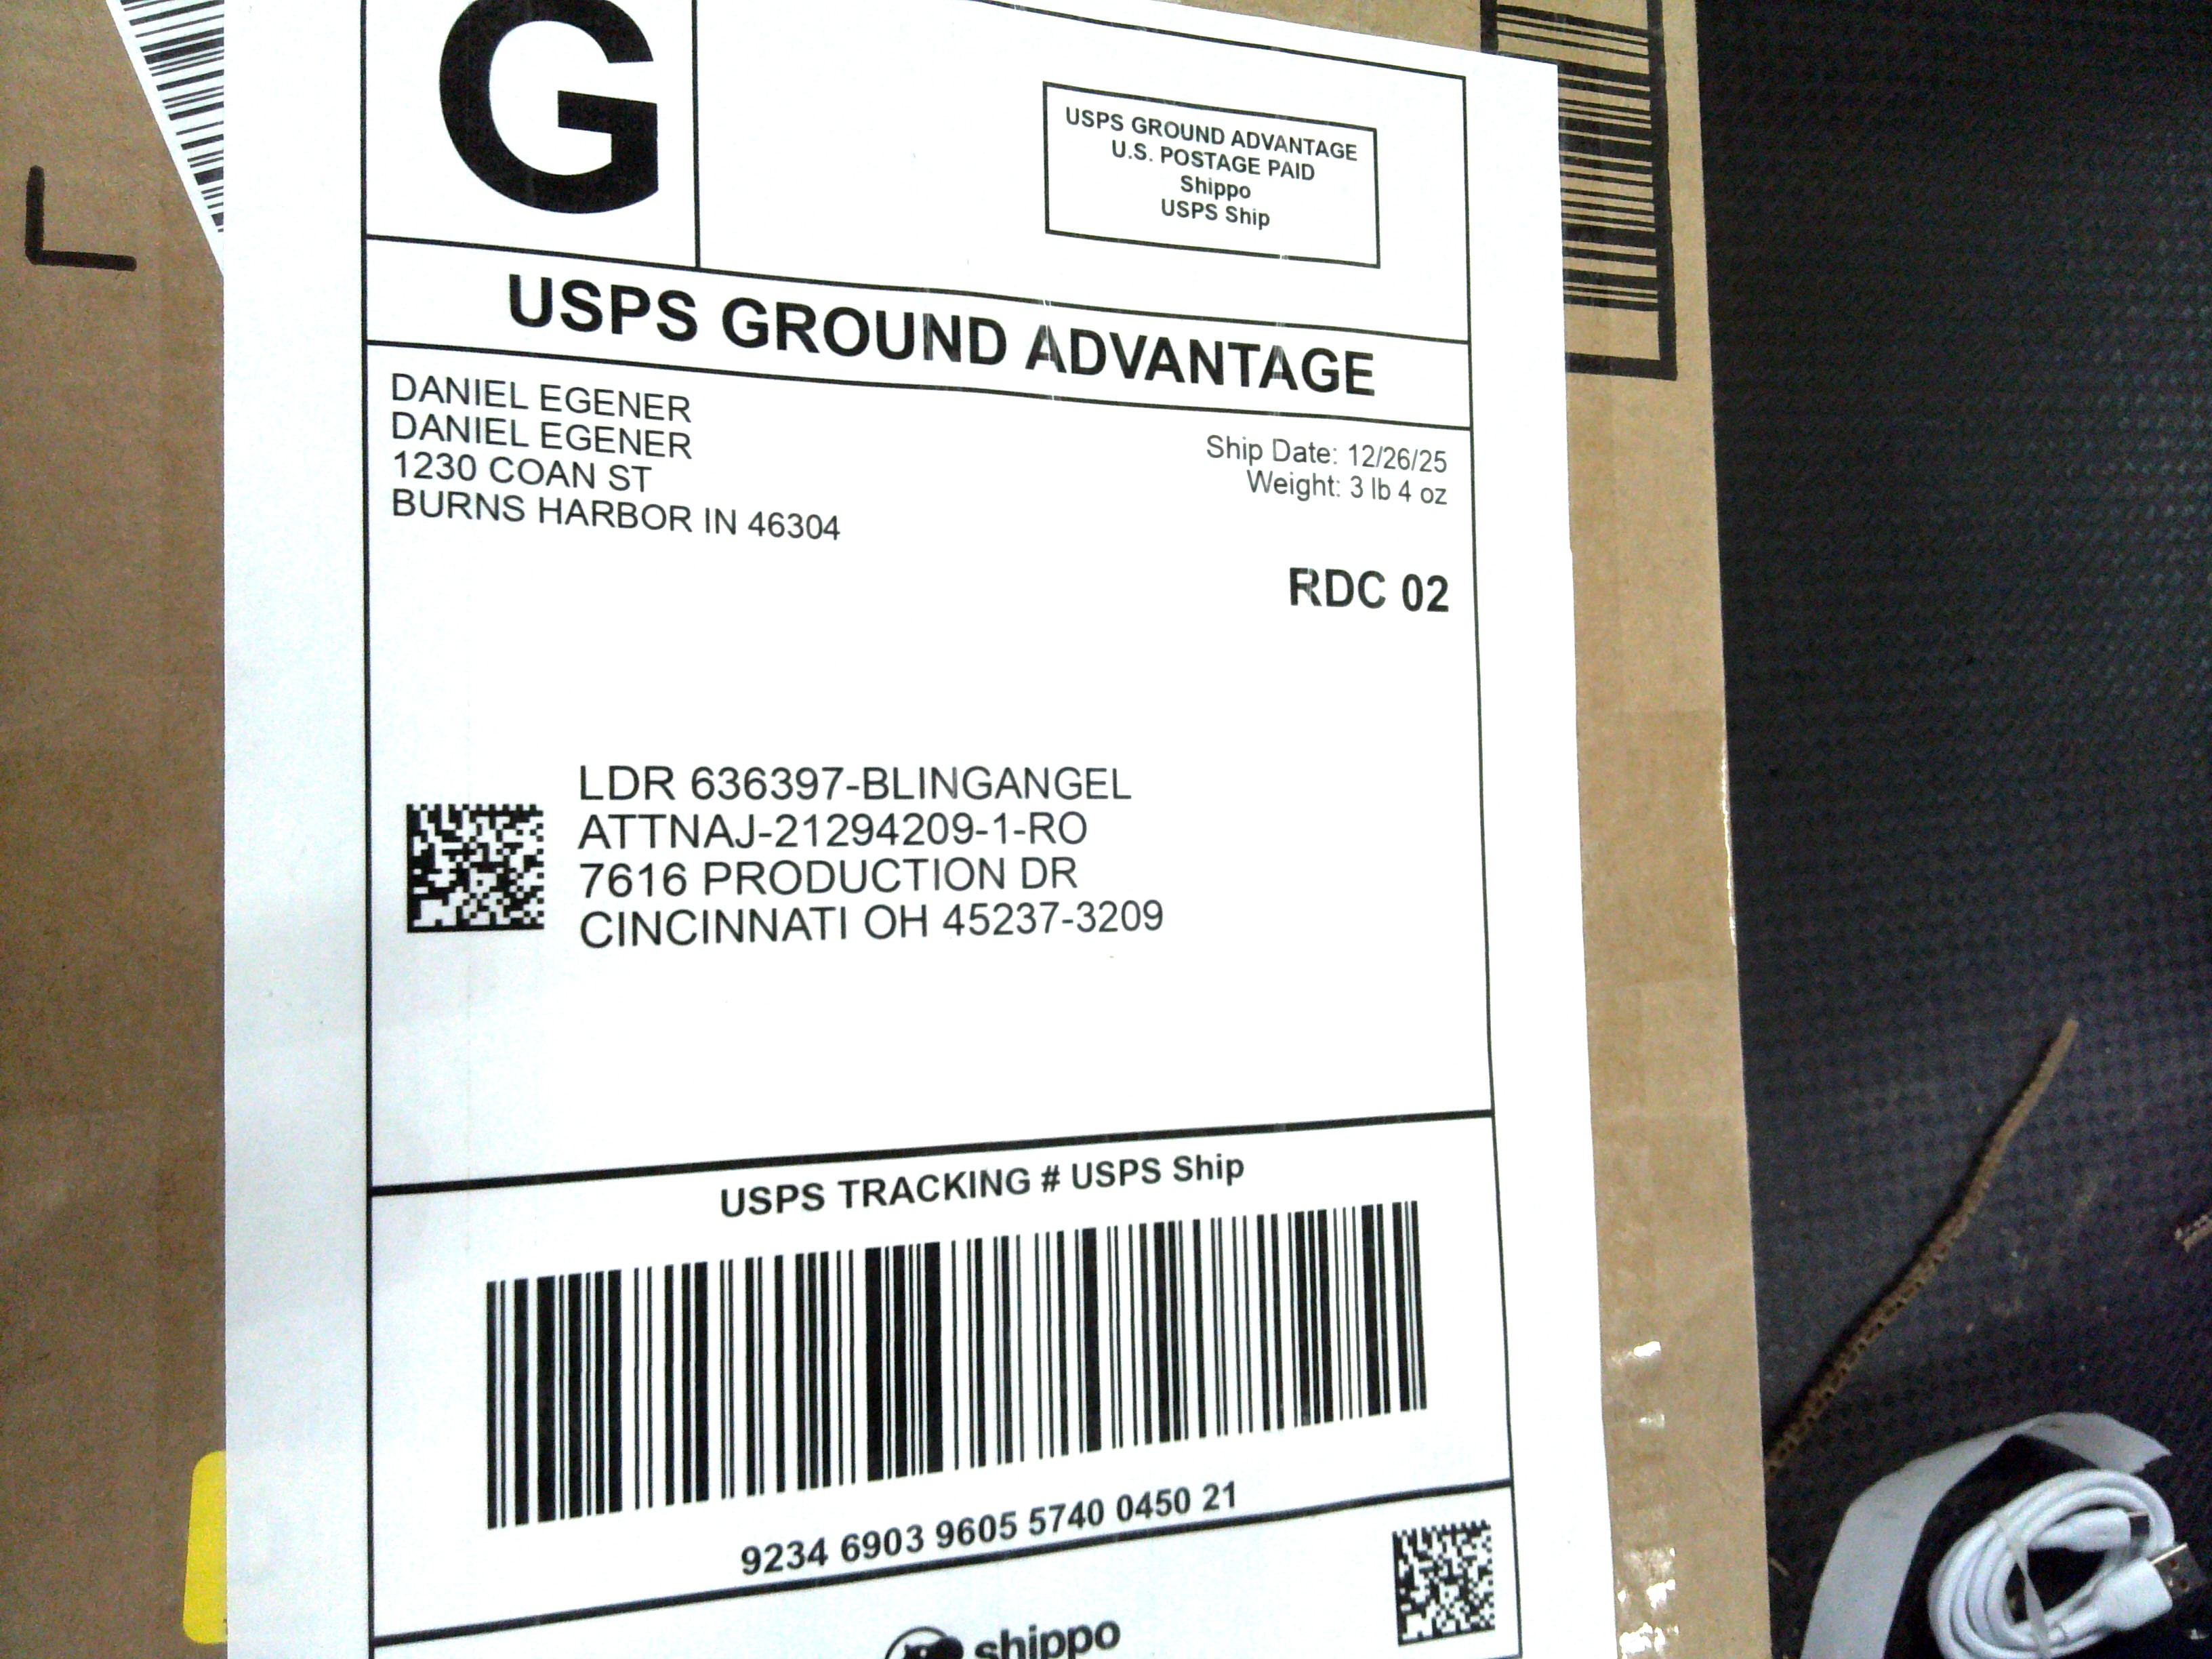 G
USPS GROUND ADVANTAGE
U.S. POSTAGE PAID
Shippo
USPS Ship
USPS GROUND ADVANTAGE
DANIEL EGENER
DANIEL EGENER
1230 COAN ST
BURNS HARBOR IN 46304
Ship Date: 12/26/25
Weight: 3 lb 4 oz
RDC 02
LDR 636397-BLINGANGEL
ATTNAJ-21294209-1-RO
7616 PRODUCTION DR
CINCINNATI OH 45237-3209
USPS TRACKING # USPS Ship
9234 6903 9605 5740 0450 21
shippo